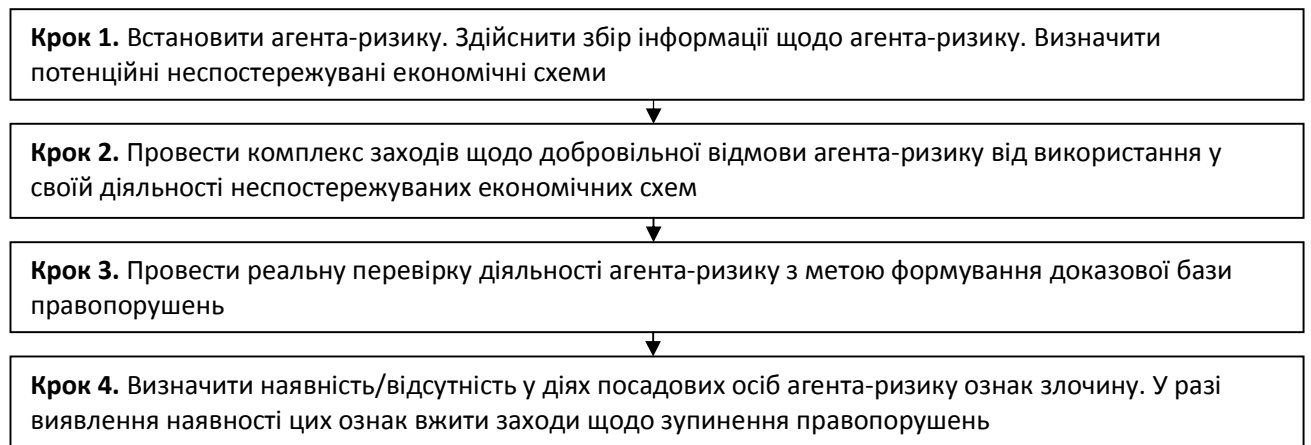 Крок 1. Встановити агента-ризику. Здійснити збір інформації щодо агента-ризику. Визначити
потенційні неспостережувані економічні схеми
Крок 2. Провести комплекс заходів щодо добровільної відмови агента-ризику від використання у
своїй діяльності неспостережуваних економічних схем
Крок 3. Провести реальну перевірку діяльності агента-ризику з метою формування доказової бази
правопорушень
Крок 4. Визначити наявність/відсутність у діях посадових осіб агента-ризику ознак злочину. У разі
виявлення наявності цих ознак вжити заходи щодо зупинення правопорушень